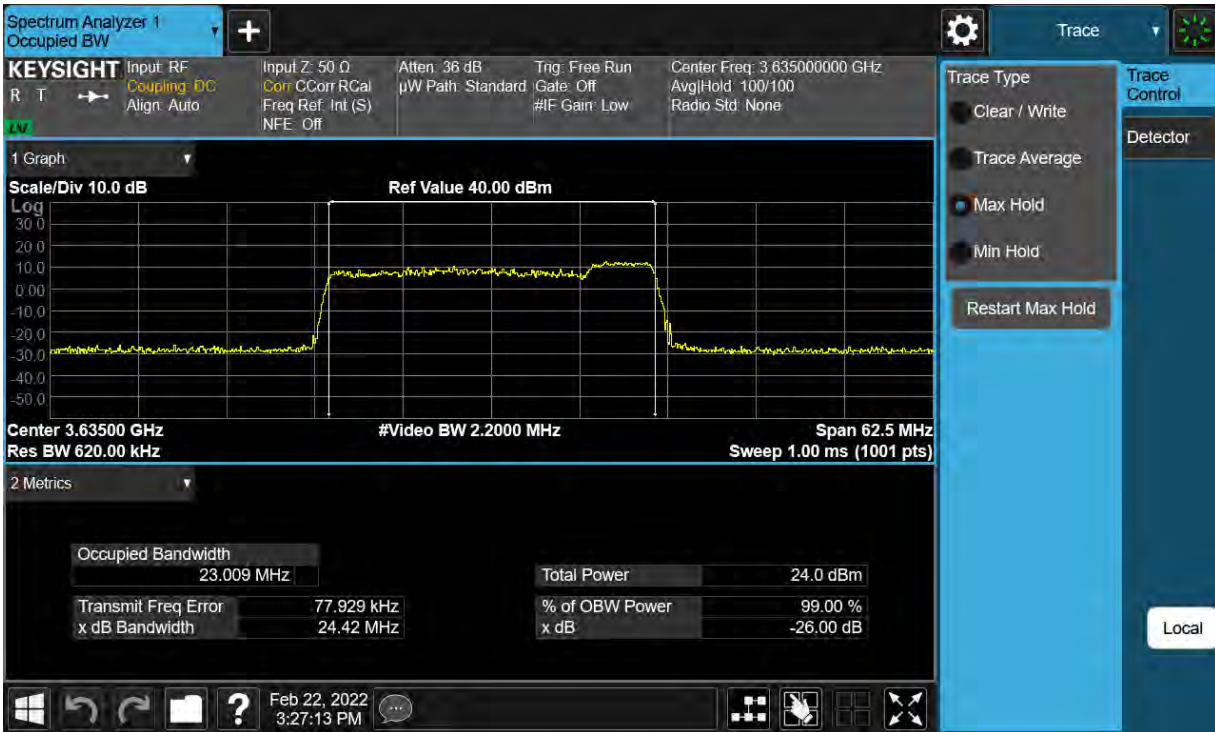 Spectrum Analyzer 1
Occupied BW
+
Trace
KEYSIGHT
R T
Input: RF
Coupling: DC
Align: Auto
Input Z: 50 Ω
Corr CCorr RCal
Freq Ref: Int (S)
NFE: Off
Atten: 36 dB
µW Path: Standard
Trig: Free Run
Gate: Off
#IF Gain: Low
Center Freq: 3.635000000 GHz
Avg|Hold: 100/100
Radio Std: None
Trace Type
Clear / Write
Trace Average
Max Hold
Min Hold
Restart Max Hold
Trace
Control
Detector
1 Graph
Scale/Div 10.0 dB
Ref Value 40.00 dBm
Log
30.0
20.0
10.0
0.00
-10.0
-20.0
-30.0
-40.0
-50.0
Center 3.63500 GHz
#Video BW 2.2000 MHz
Span 62.5 MHz
Res BW 620.00 kHz
Sweep 1.00 ms (1001 pts)
2 Metrics
Occupied Bandwidth
23.009 MHz
Total Power 24.0 dBm
Transmit Freq Error 77.929 kHz
% of OBW Power 99.00 %
x dB Bandwidth 24.42 MHz
x dB -26.00 dB
Local
?
Feb 22, 2022
3:27:13 PM